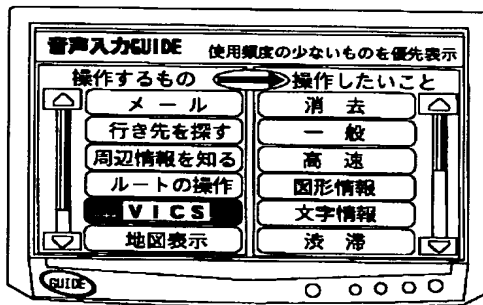 音声入力GUIDE 使用頻度の少ないものを優先表示
操作するもの 操作したいこと
メール 消去
行き先を探す 一般
周辺情報を知る 高速
ルートの操作 図形情報
VICS 文字情報
地図表示 渋滞
GUIDE